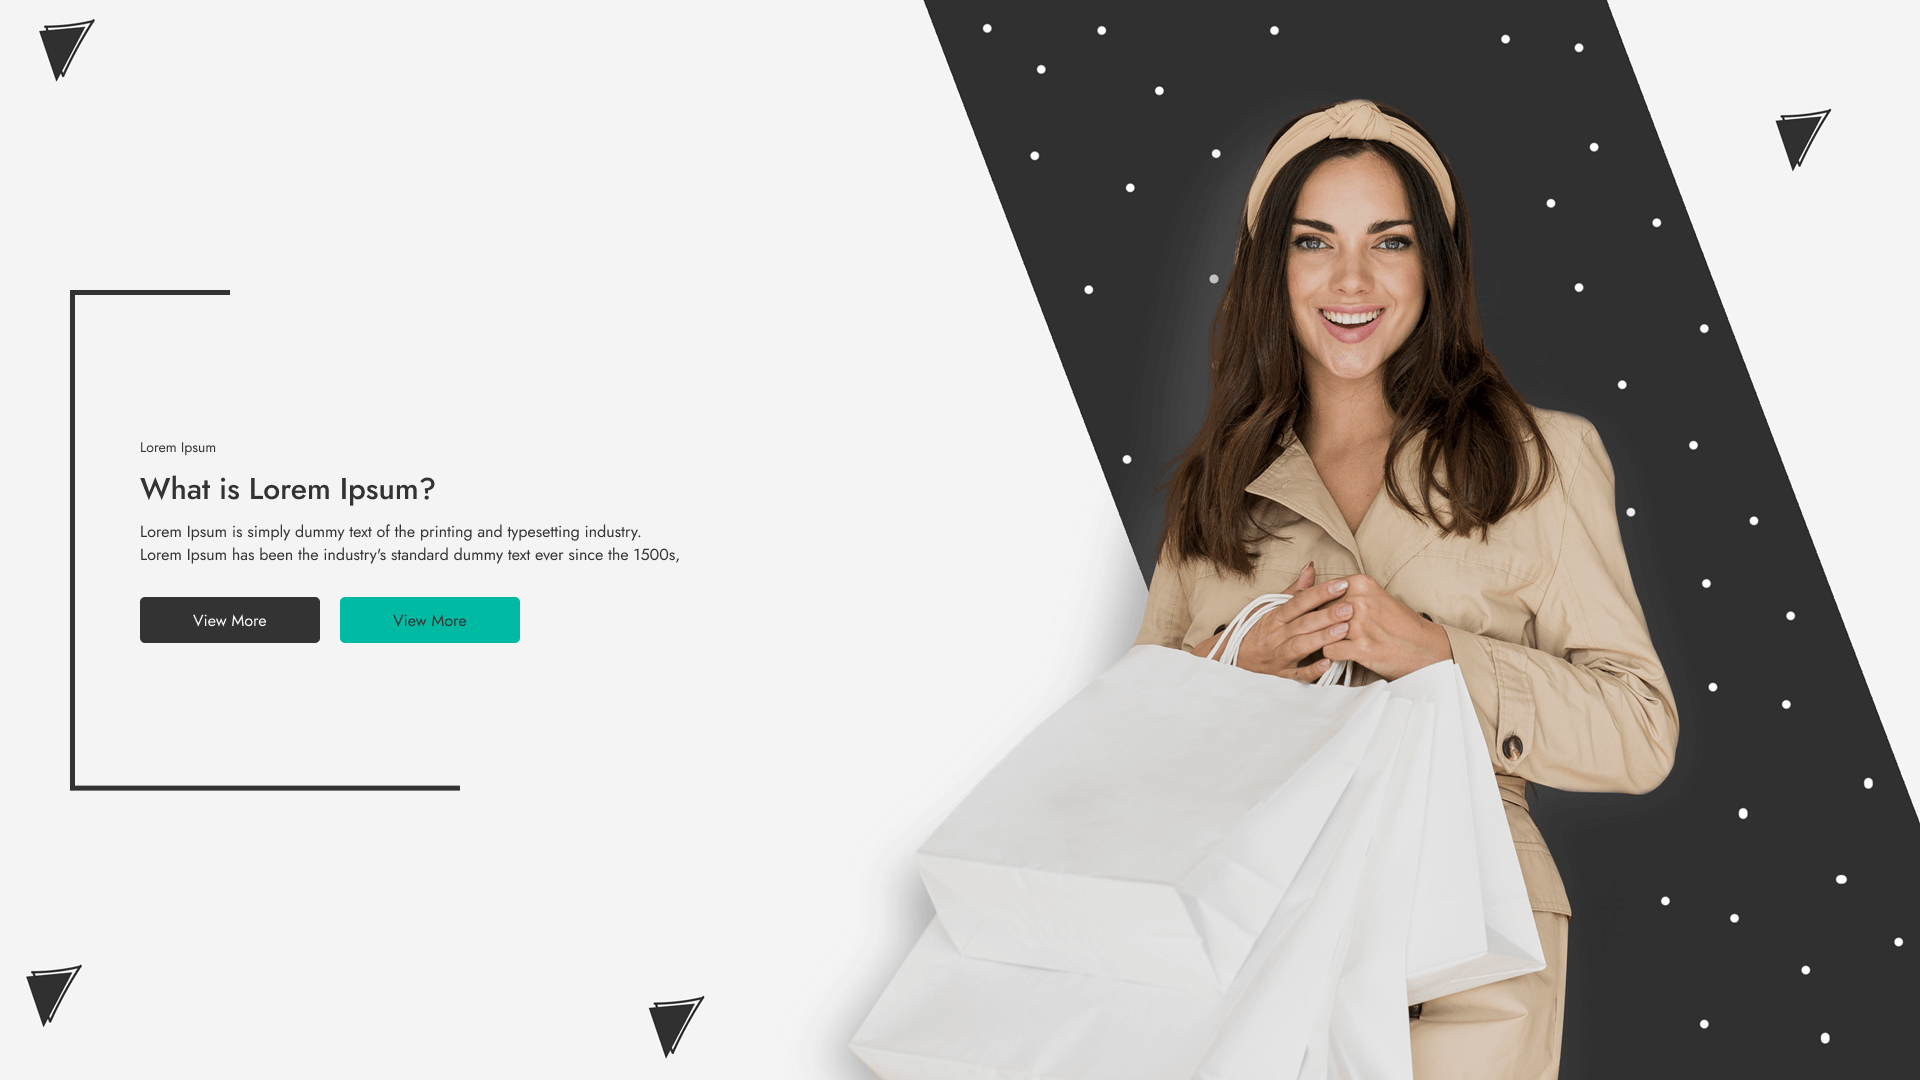 Lorem Ipsum
What is Lorem Ipsum?
Lorem Ipsum is simply dummy text of the printing and typesetting industry.
Lorem Ipsum has been the industry's standard dummy text ever since the 1500s,
View More
View More